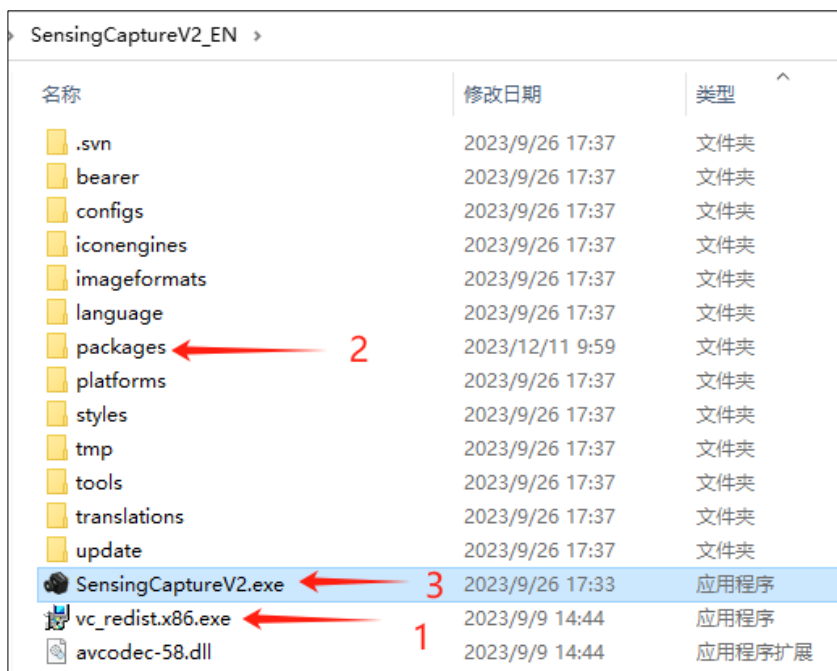 SensingCaptureV2_EN
名称 修改日期 类型
.svn 2023/9/26 17:37 文件夹
bearer 2023/9/26 17:37 文件夹
configs 2023/9/26 17:37 文件夹
iconengines 2023/9/26 17:37 文件夹
imageformats 2023/9/26 17:37 文件夹
language 2023/9/26 17:37 文件夹
packages 2 2023/12/11 9:59 文件夹
platforms 2023/9/26 17:37 文件夹
styles 2023/9/26 17:37 文件夹
tmp 2023/9/26 17:37 文件夹
tools 2023/9/26 17:37 文件夹
translations 2023/9/26 17:37 文件夹
update 2023/9/26 17:37 文件夹
SensingCaptureV2.exe 3 2023/9/26 17:33 应用程序
vc_redist.x86.exe 1 2023/9/9 14:44 应用程序
avcodec-58.dll 2023/9/9 14:44 应用程序扩展